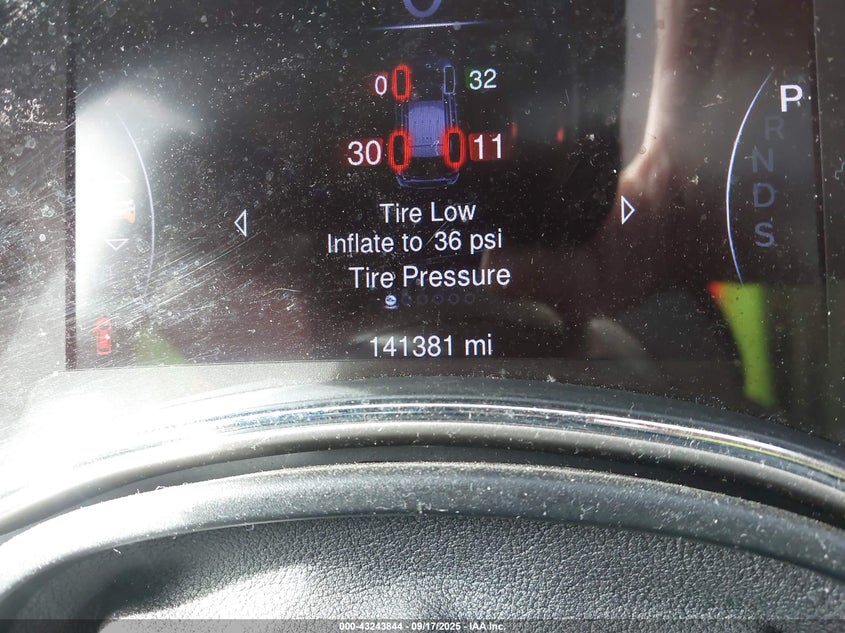 0 32
P
R
N
30 11
D
Tire Low
S
Inflate to 36 psi
Tire Pressure
141381 mi
000-43243844 - 09/17/2025 - IAA Inc.